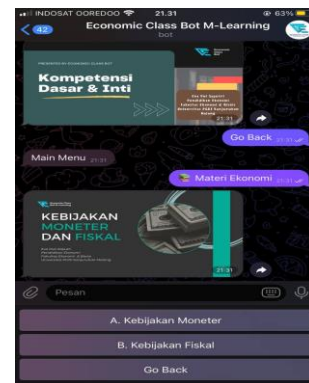 INDOSAT OOREDOO 21.31 63%
42 Economic Class Bot M-Learning
bot
Kompetensi
Dasar & Inti
21:31
Go Back 21:31
Main Menu 21:31
Materi Ekonomi 21:31
KEBIJAKAN
MONETER
DAN FISKAL
21:31
Pesan
A. Kebijakan Moneter
B. Kebijakan Fiskal
Go Back